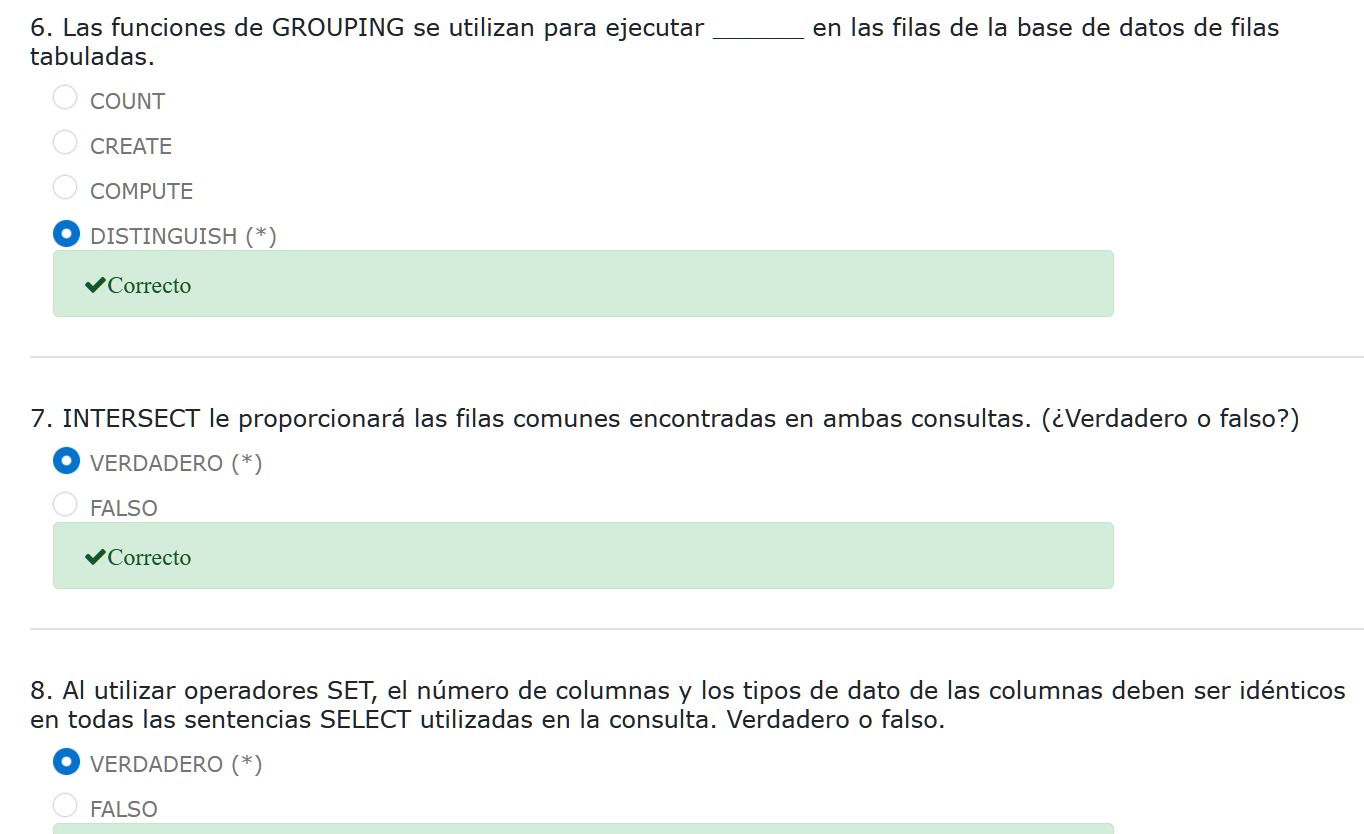 6. Las funciones de GROUPING se utilizan para ejecutar _______ en las filas de la base de datos de filas
tabuladas.
COUNT
CREATE
COMPUTE
DISTINGUISH (*)
✔Correcto
7. INTERSECT le proporcionará las filas comunes encontradas en ambas consultas. (¿Verdadero o falso?)
VERDADERO (*)
FALSO
✔Correcto
8. Al utilizar operadores SET, el número de columnas y los tipos de dato de las columnas deben ser idénticos
en todas las sentencias SELECT utilizadas en la consulta. Verdadero o falso.
VERDADERO (*)
FALSO